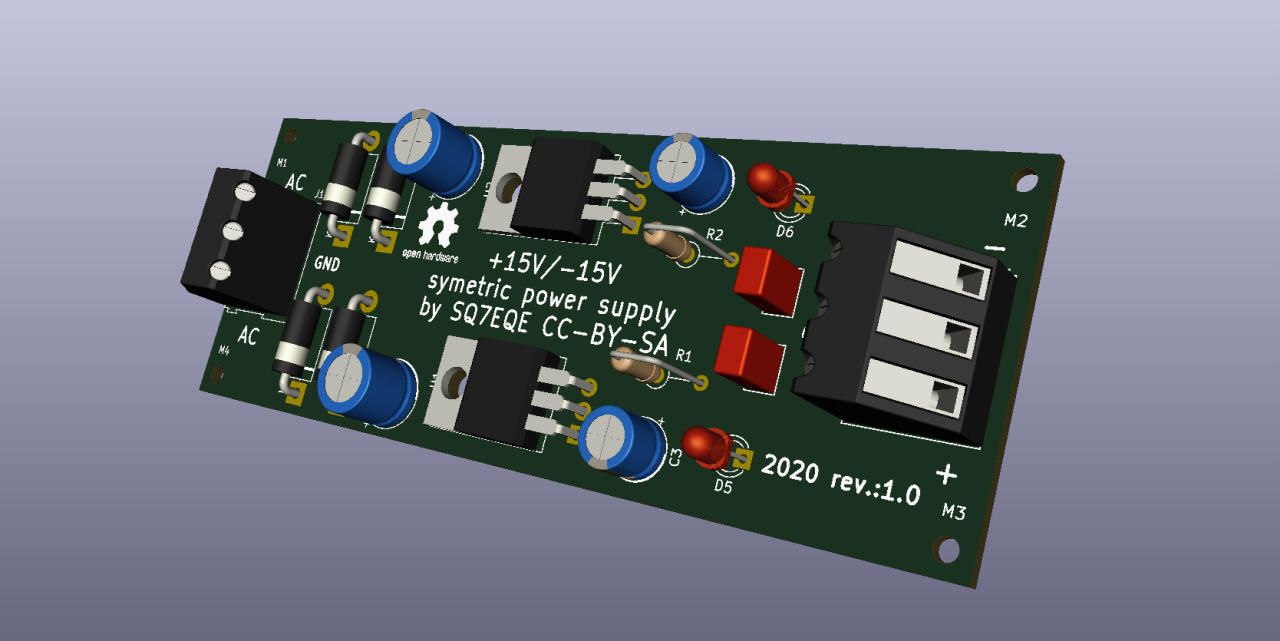 M1
AC
J1
GND
AC
M4
open hardware
+15V/-15V
symetric power supply
by SQ7EQE CC-BY-SA
R2
D6
R1
C3
D5
M2
-
+
2020 rev.:1.0
M3